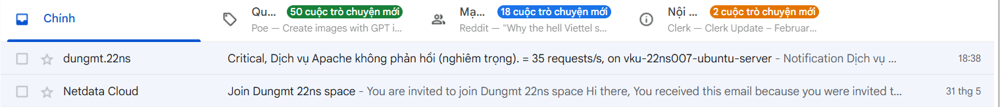 Chính
Qu... 50 cuộc trò chuyện mới
Poe — Create images with GPT i...
Mạ... 18 cuộc trò chuyện mới
Reddit — "Why the hell Viettel s...
Nội ... 2 cuộc trò chuyện mới
Clerk — Clerk Update – Februar...
dungmt.22ns Critical, Dịch vụ Apache không phản hồi (nghiêm trọng). = 35 requests/s, on vku-22ns007-ubuntu-server - Notification Dịch vụ ... 18:38
Netdata Cloud Join Dungmt 22ns space - You are invited to join Dungmt 22ns space Hi there, You received this email because you were invited t... 31 thg 5